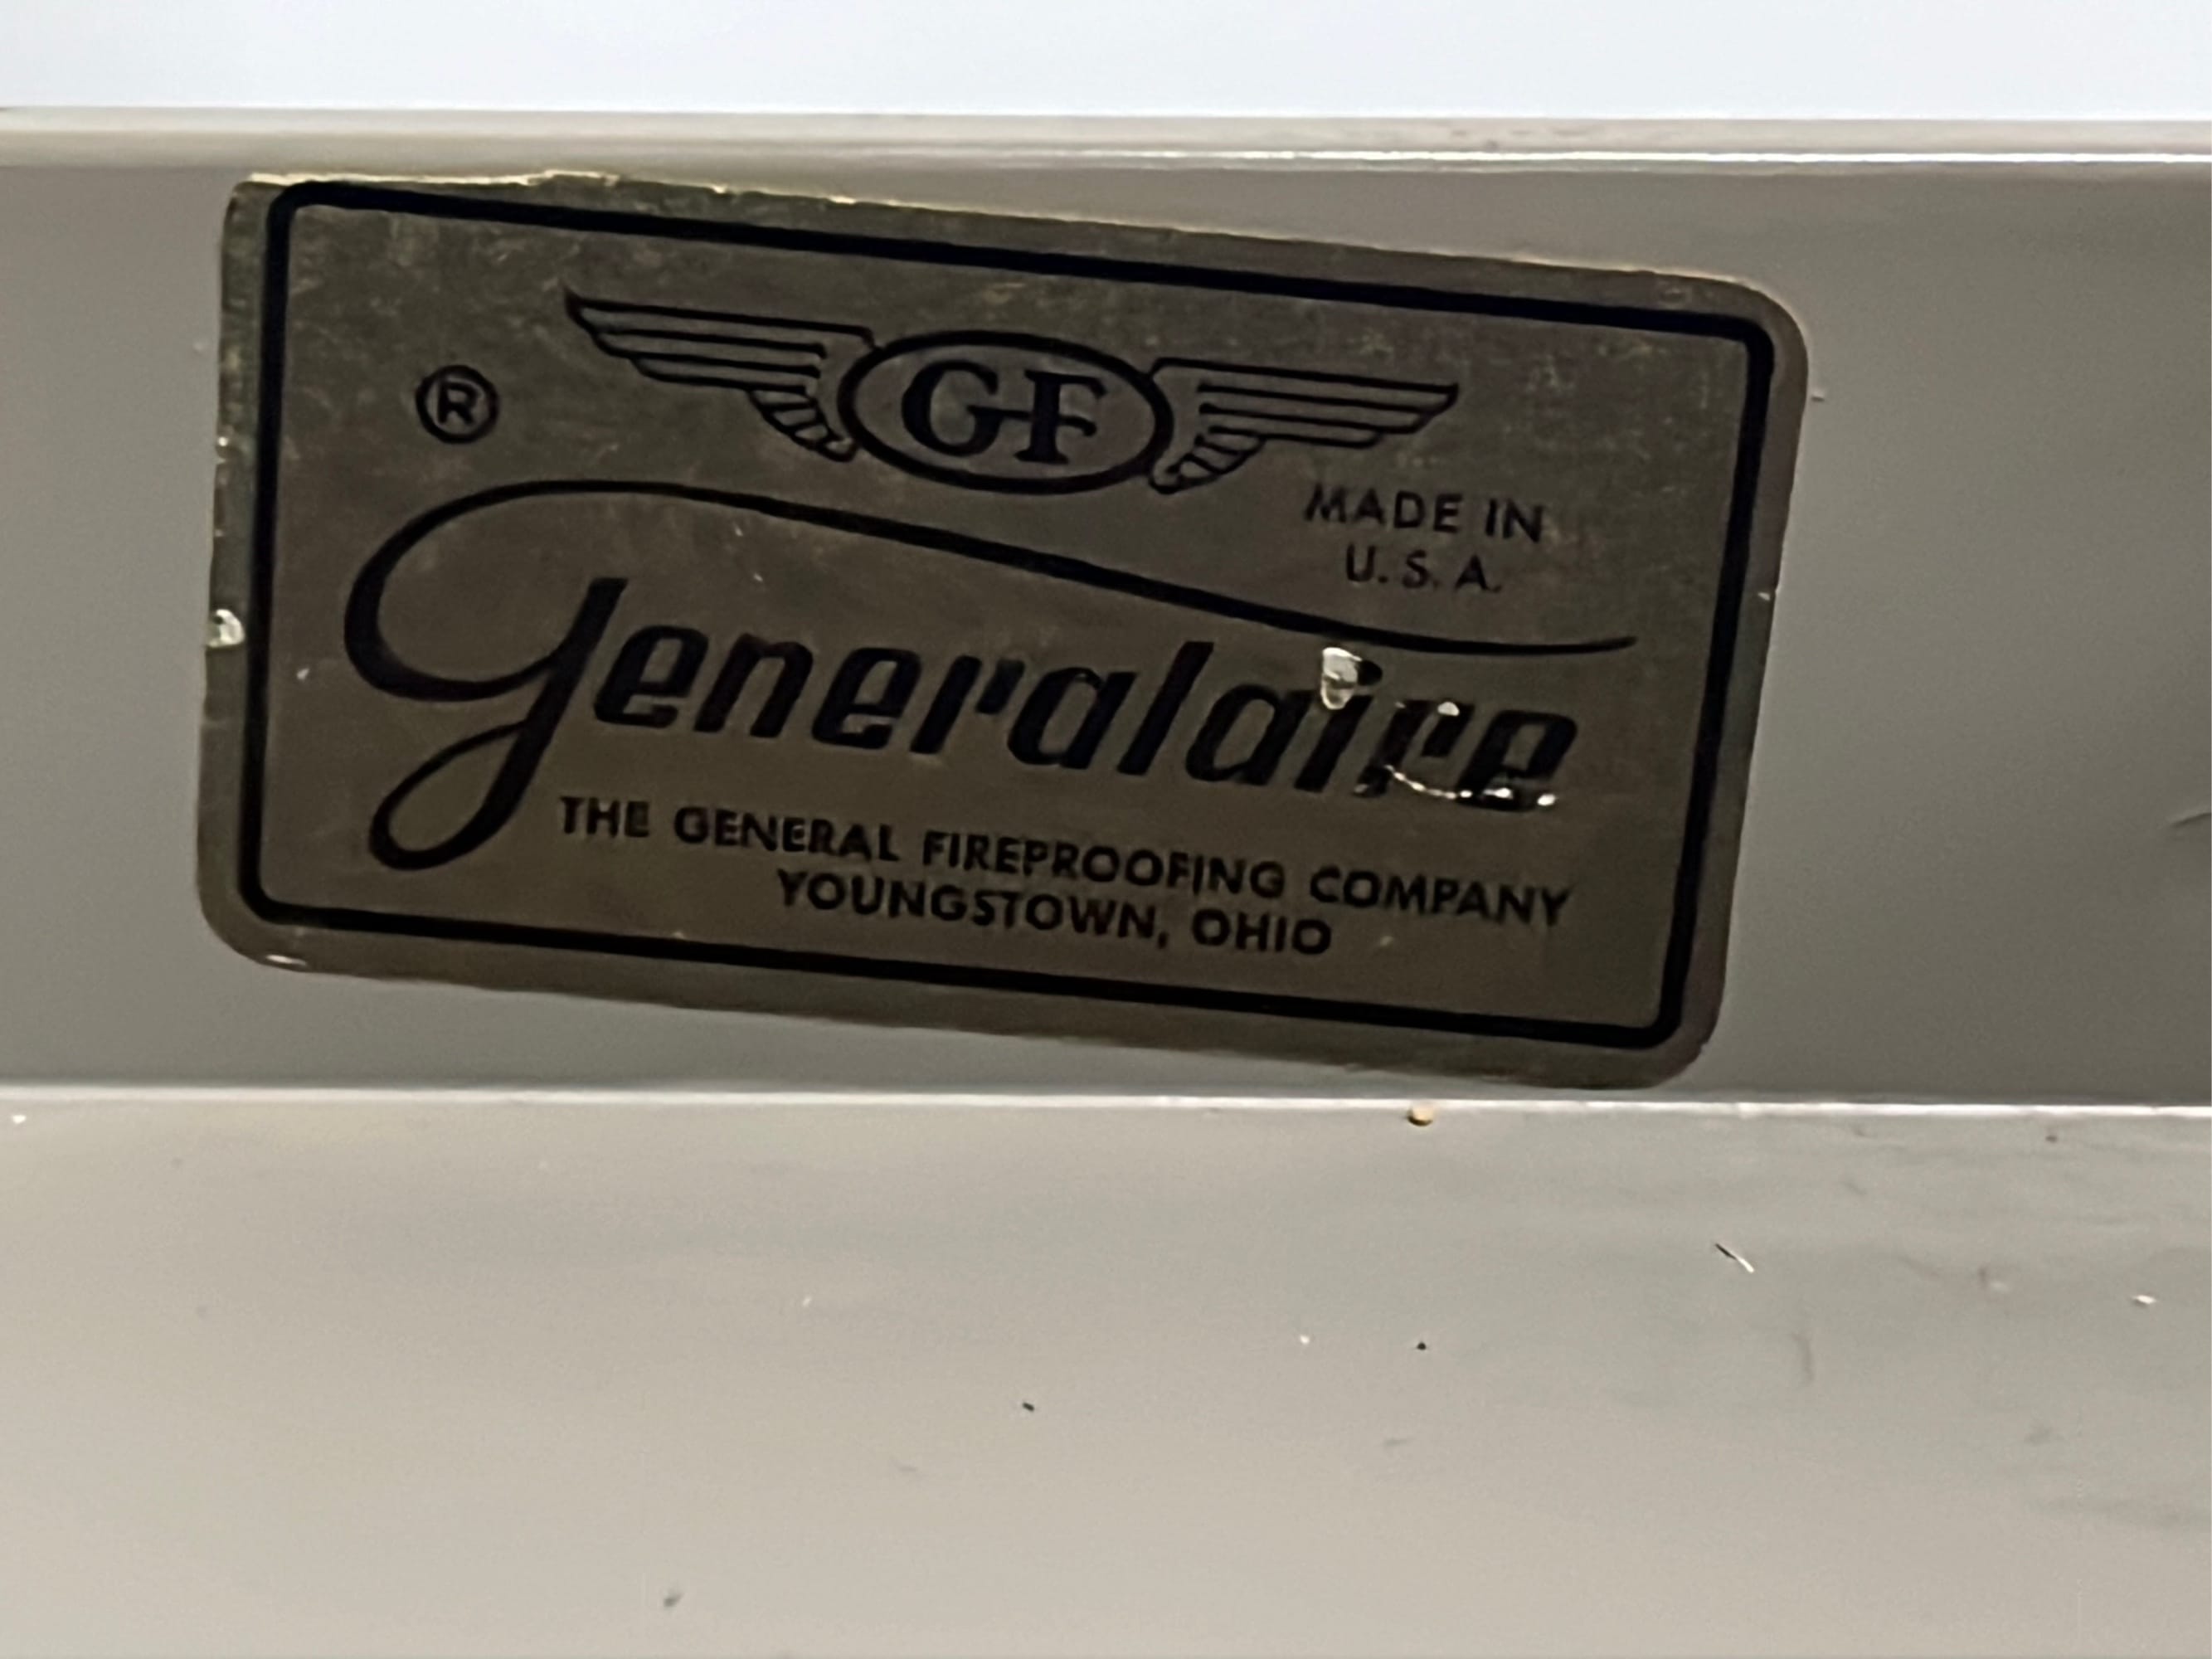 GF
®
MADE IN
U.S.A.
Generalaire
THE GENERAL FIREPROOFING COMPANY
YOUNGSTOWN, OHIO